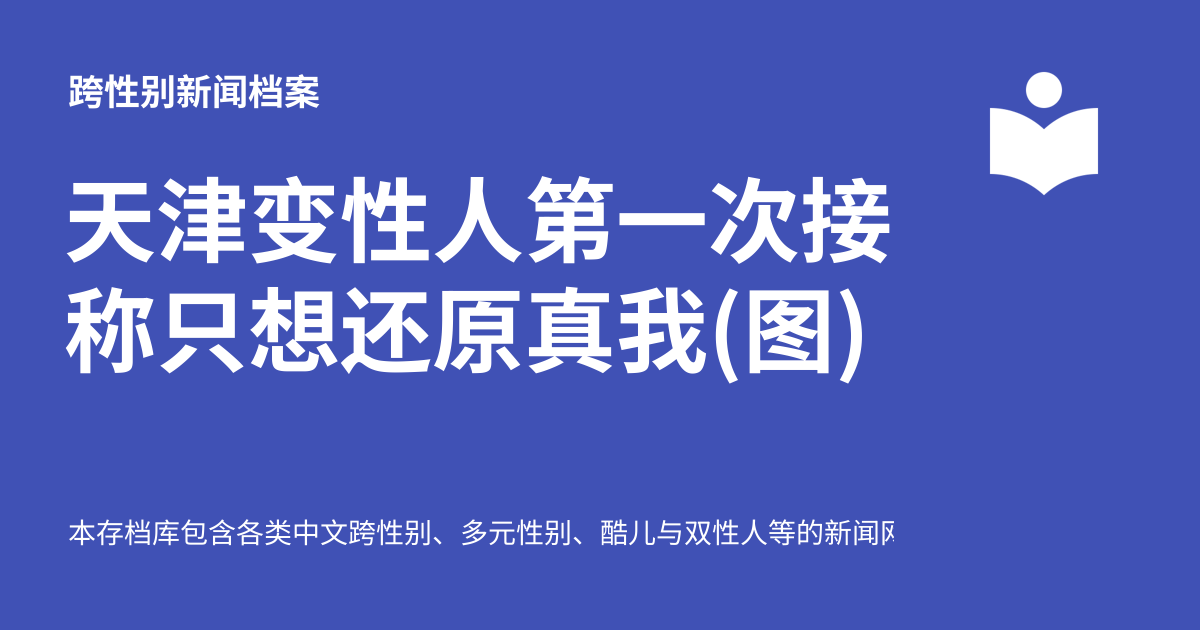 跨性别新闻档案
天津变性人第一次接
称只想还原真我(图)
本存档库包含各类中文跨性别、多元性别、酷儿与双性人等的新闻